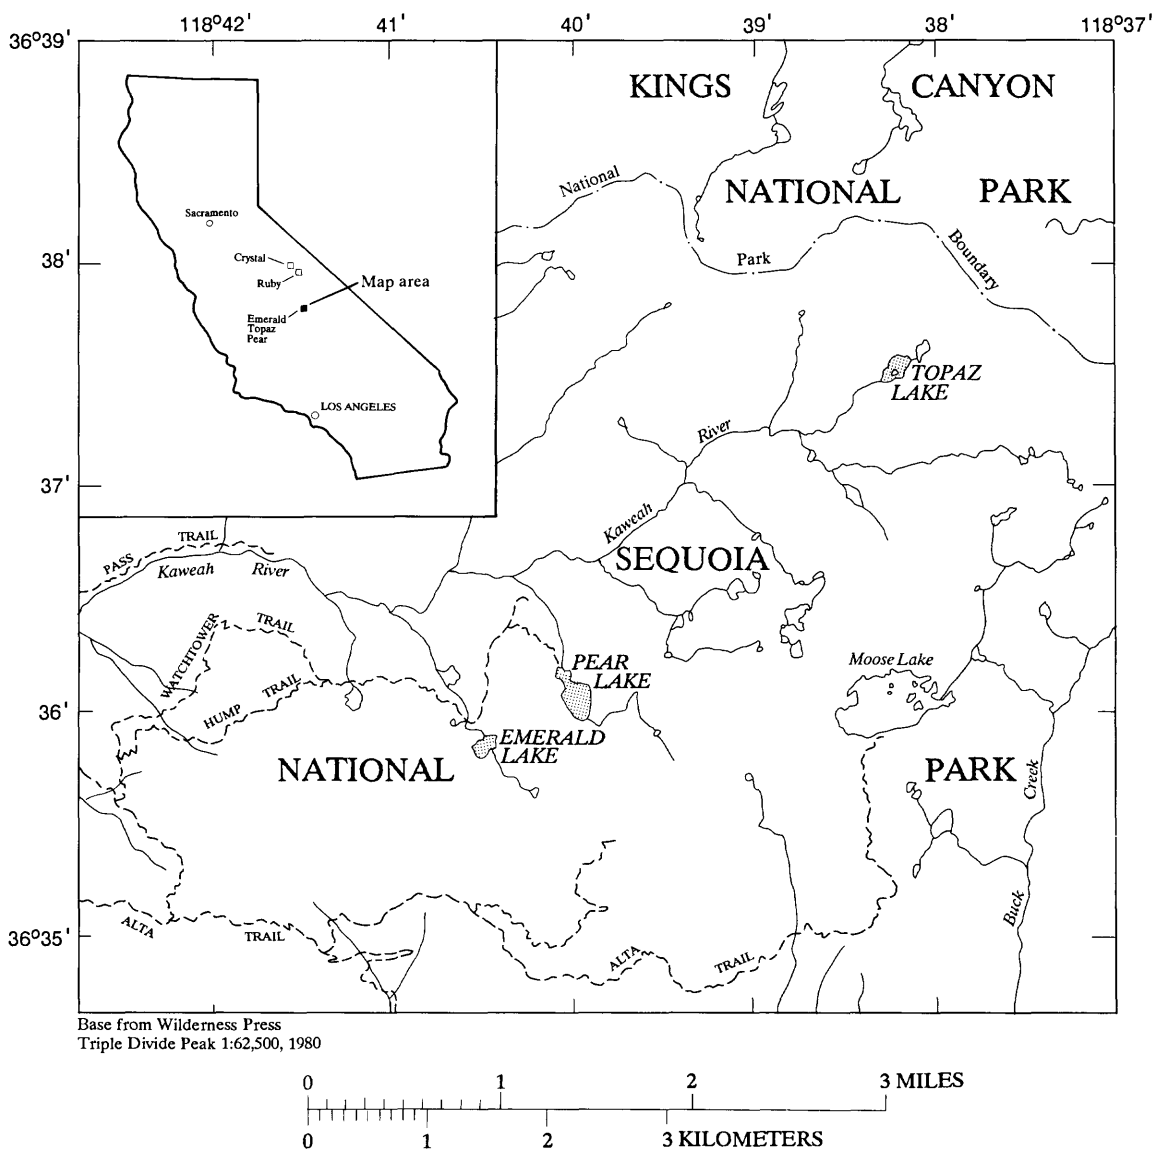 118°42' 41' 40' 39' 38' 118°37'
36°39'
KINGS CANYON
NATIONAL PARK
National
Park
Boundary
Sacramento
Crystal
Ruby
Map area
Emerald
Topaz
Pear
LOS ANGELES
38'
TOPAZ
LAKE
River
37'
Kaweah
SEQUOIA
PASS TRAIL
Kaweah River
WATCHTOWER TRAIL
HUMP TRAIL
PEAR
LAKE
Moose Lake
36'
EMERALD
LAKE
NATIONAL PARK
Creek
Buck
36°35'
ALTA TRAIL
ALTA TRAIL
Base from Wilderness Press
Triple Divide Peak 1:62,500, 1980
0 1 2 3 MILES
0 1 2 3 KILOMETERS